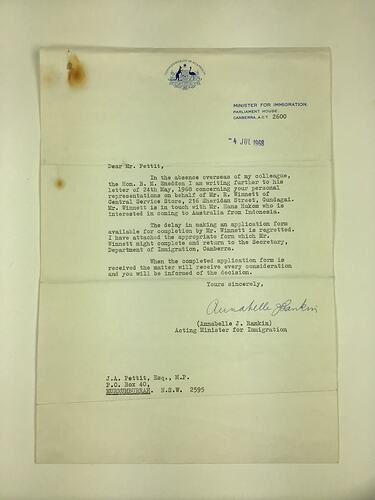 MINISTER FOR IMMIGRATION
PARLIAMENT HOUSE,
CANBERRA, A.C.T. 2600
-4 JUL 1968
Dear Mr. Pettit,
In the absence overseas of my colleague,
the Hon. B. M. Snedden I am writing further to his
letter of 24th May, 1968 concerning your personal
representations on behalf of Mr. R. Winnett of
Central Service Store, 216 Sheridan Street, Gundagai.
Mr. Winnett is in touch with Mr. Hans Hukom who is
interested in coming to Australia from Indonesia.
The delay in making an application form
available for completion by Mr. Winnett is regretted.
I have attached the appropriate form which Mr.
Winnett might complete and return to the Secretary,
Department of Immigration, Canberra.
When the completed application form is
received the matter will receive every consideration
and you will be informed of the decision.
Yours sincerely,
Annabelle J Rankin
(Annabelle J. Rankin)
Acting Minister for Immigration
J.A. Pettit, Esq., M.P.
P.O. Box 40,
MURRUMBURRAH. N.S.W. 2595